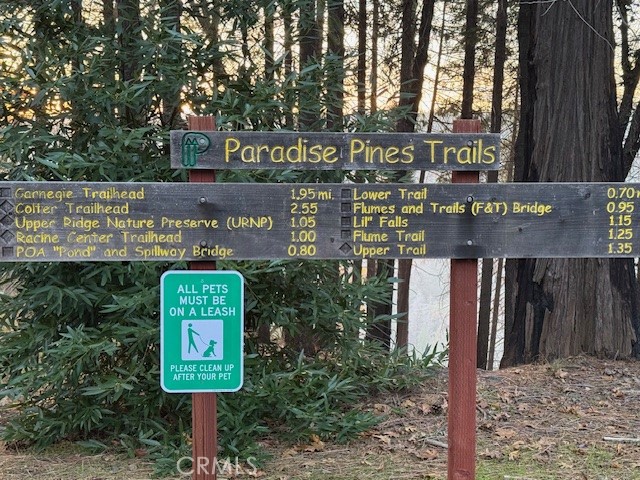 Paradise Pines Trails
Carnegie Trailhead 1.95 mi.
Colter Trailhead 2.55
Upper Ridge Nature Preserve (URNP) 1.05
Racine Center Trailhead 1.00
POA "Pond" and Spillway Bridge 0.80
Lower Trail 0.70
Flumes and Trails (F&T) Bridge 0.95
Lil" Falls 1.15
Flume Trail 1.25
Upper Trail 1.35
ALL PETS
MUST BE
ON A LEASH
PLEASE CLEAN UP
AFTER YOUR PET
CRMLS